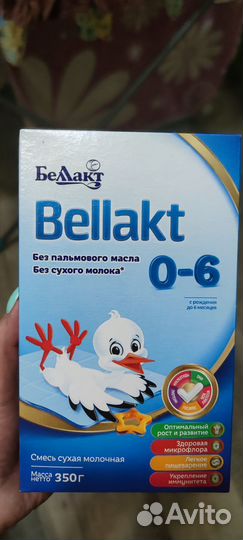 БЕЛЛАКТ
Bellakt
Без пальмового масла
Без сухого молока*
0-6
с рождения
до 6 месяцев
Оптимальный
рост и развитие
Здоровая
микрофлора
Легкое
пищеварение
Укрепление
иммунитета
Смесь сухая молочная
Масса
нетто 350 г
Avito